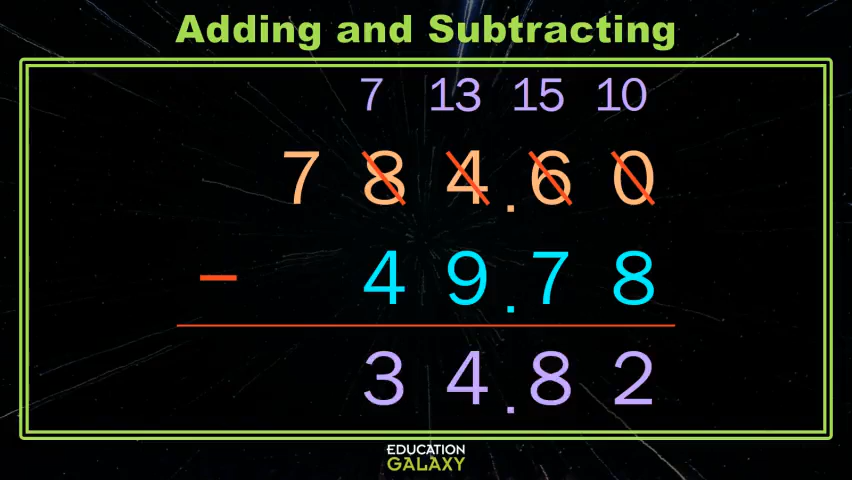 Adding and Subtracting
7 13 15 10
7 8 4 . 6 0
− 4 9 . 7 8
3 4 . 8 2
EDUCATION
GALAXY